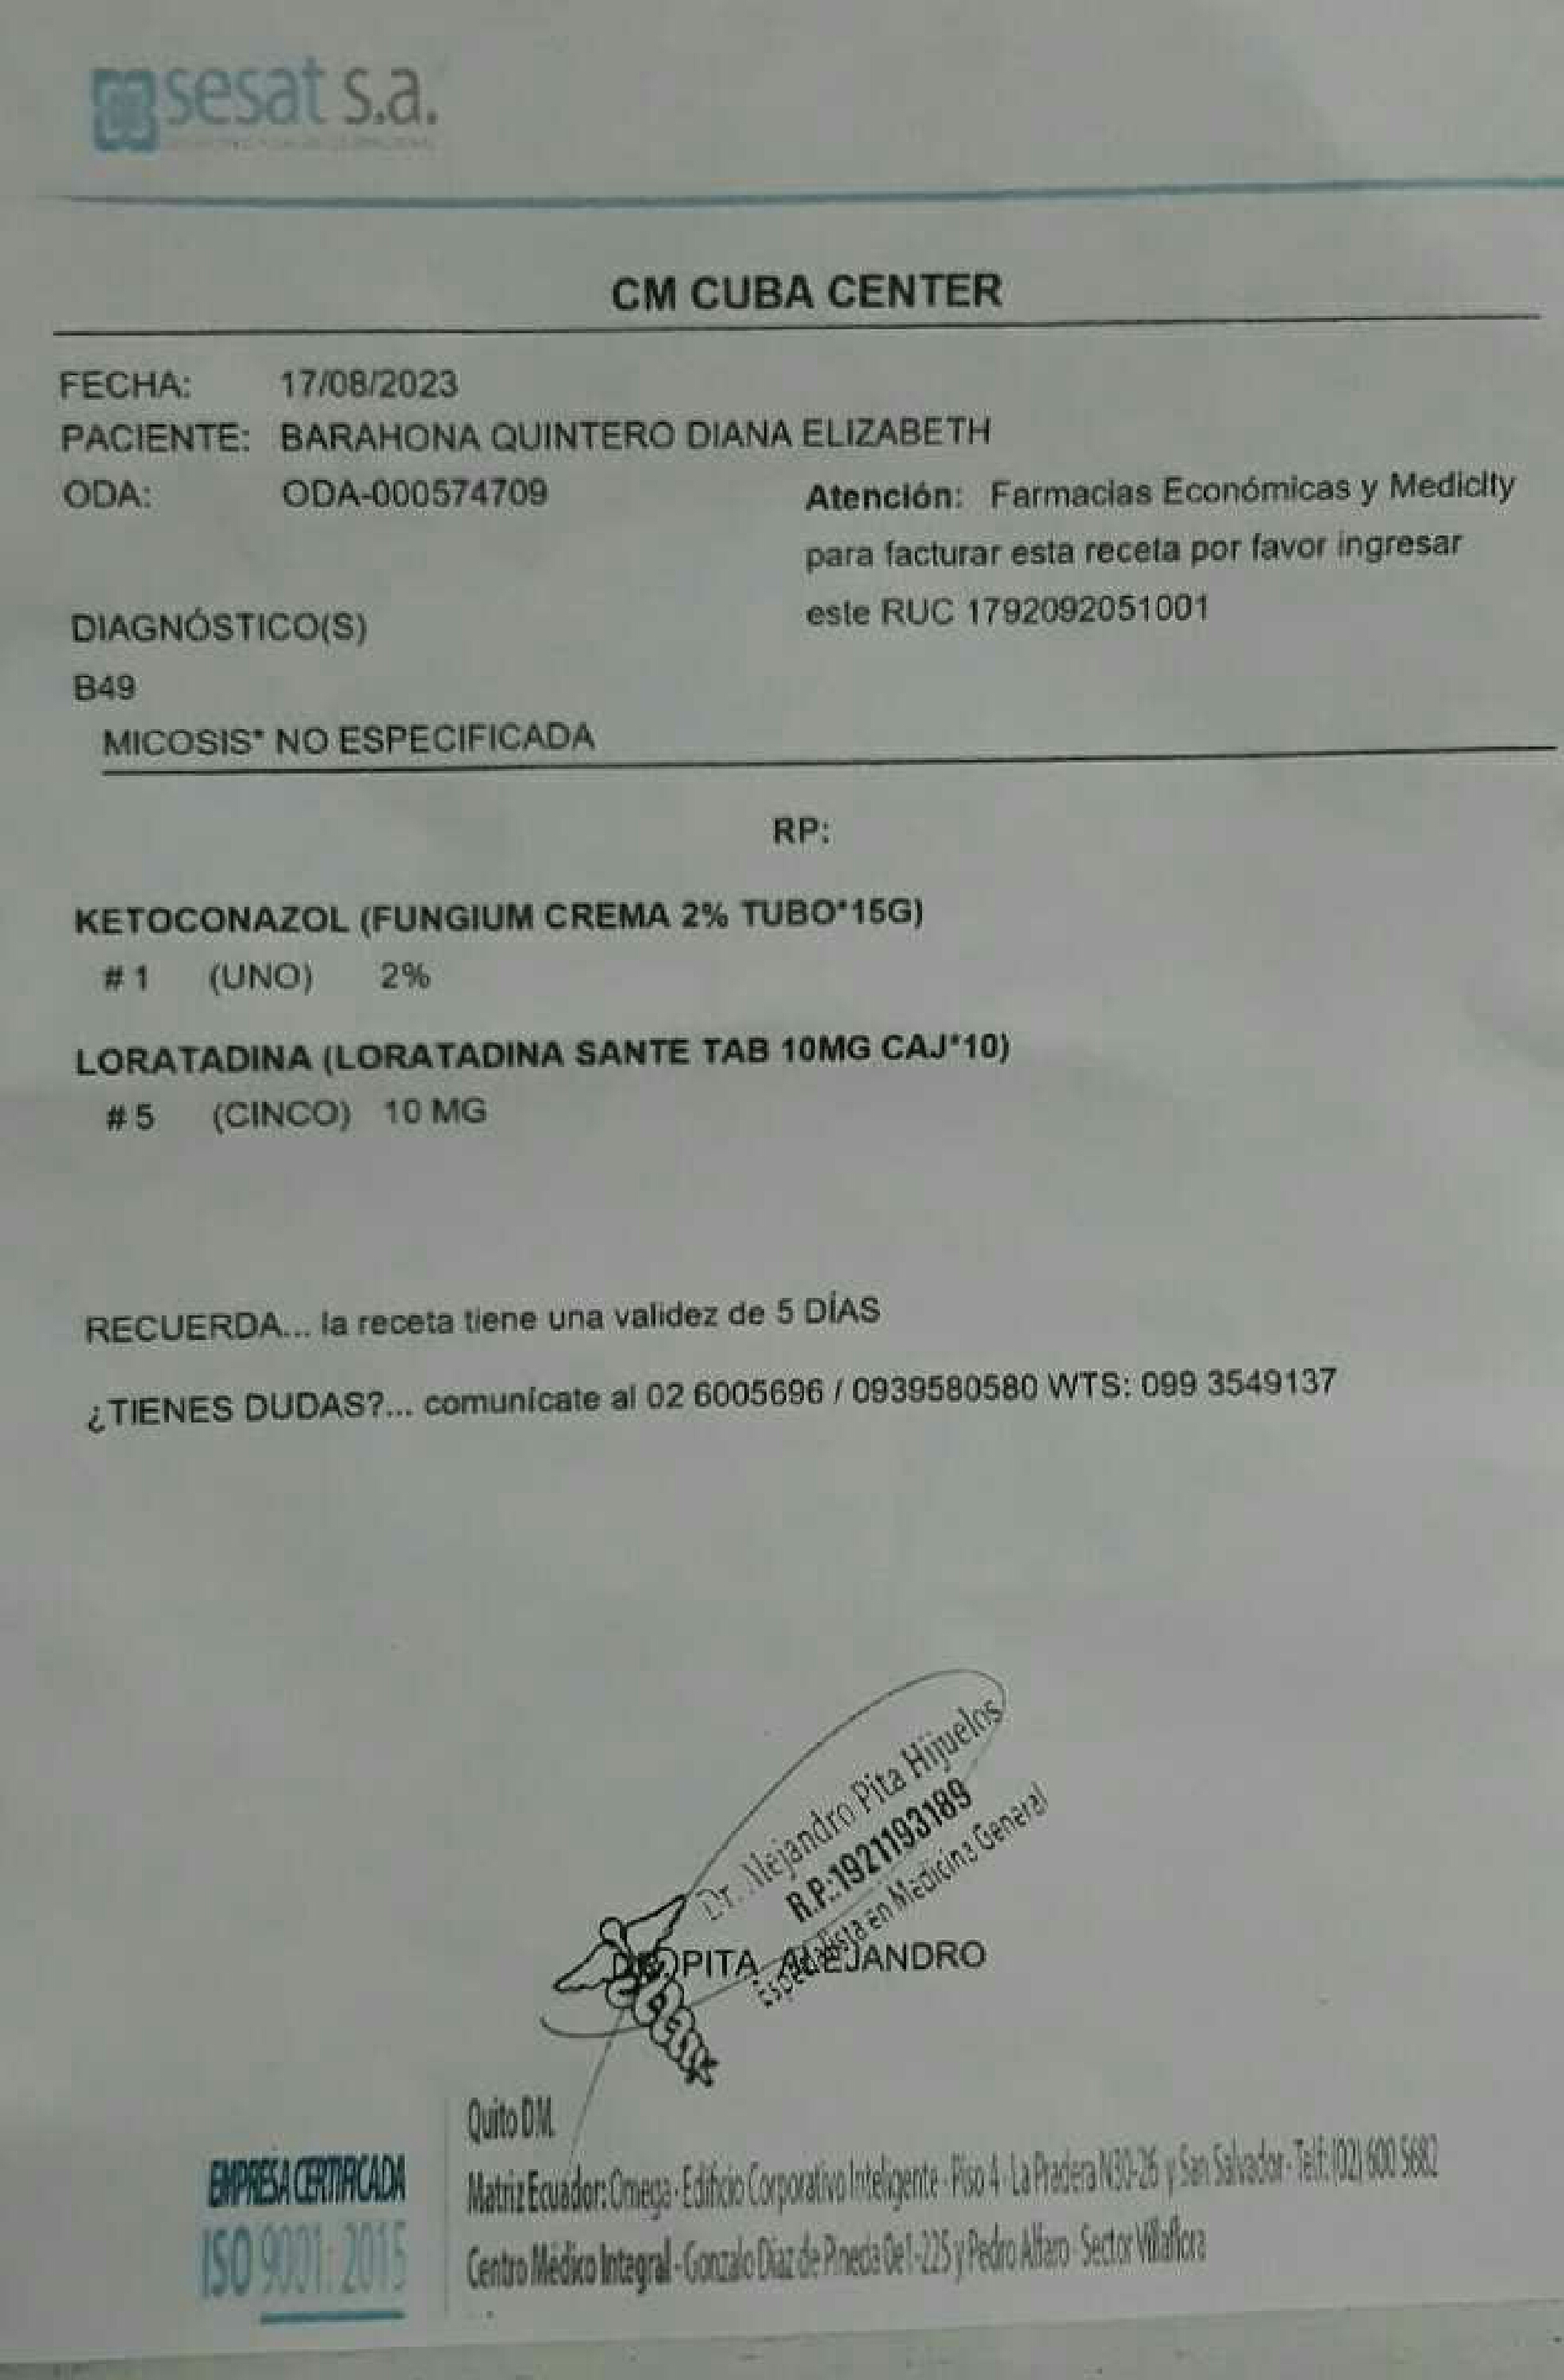 sesat s.a.
CM CUBA CENTER
FECHA: 17/08/2023
PACIENTE: BARAHONA QUINTERO DIANA ELIZABETH
ODA: ODA-000574709
Atención: Farmacias Económicas y Medicity
para facturar esta receta por favor ingresar
este RUC 1792092051001
DIAGNÓSTICO(S)
B49
MICOSIS* NO ESPECIFICADA
RP:
KETOCONAZOL (FUNGIUM CREMA 2% TUBO*15G)
# 1 (UNO) 2%
LORATADINA (LORATADINA SANTE TAB 10MG CAJ*10)
# 5 (CINCO) 10 MG
RECUERDA... la receta tiene una validez de 5 DÍAS
¿TIENES DUDAS?... comunícate al 02 6005696 / 0939580580 WTS: 099 3549137
Dr. Alejandro Pita Hijuelos
R.P.:1921193189
Especialista en Medicina General
PITA ALEJANDRO
EMPRESA CERTIFICADA
ISO 9001: 2015
Quito D.M.
Matriz Ecuador: Omega - Edificio Corporativo Inteligente - Piso 4 - La Pradera N30-26 y San Salvador - Telf: (02) 600 5682
Centro Médico Integral - Gonzalo Díaz de Pineda Oe1-225 y Pedro Alfaro - Sector Villaflora